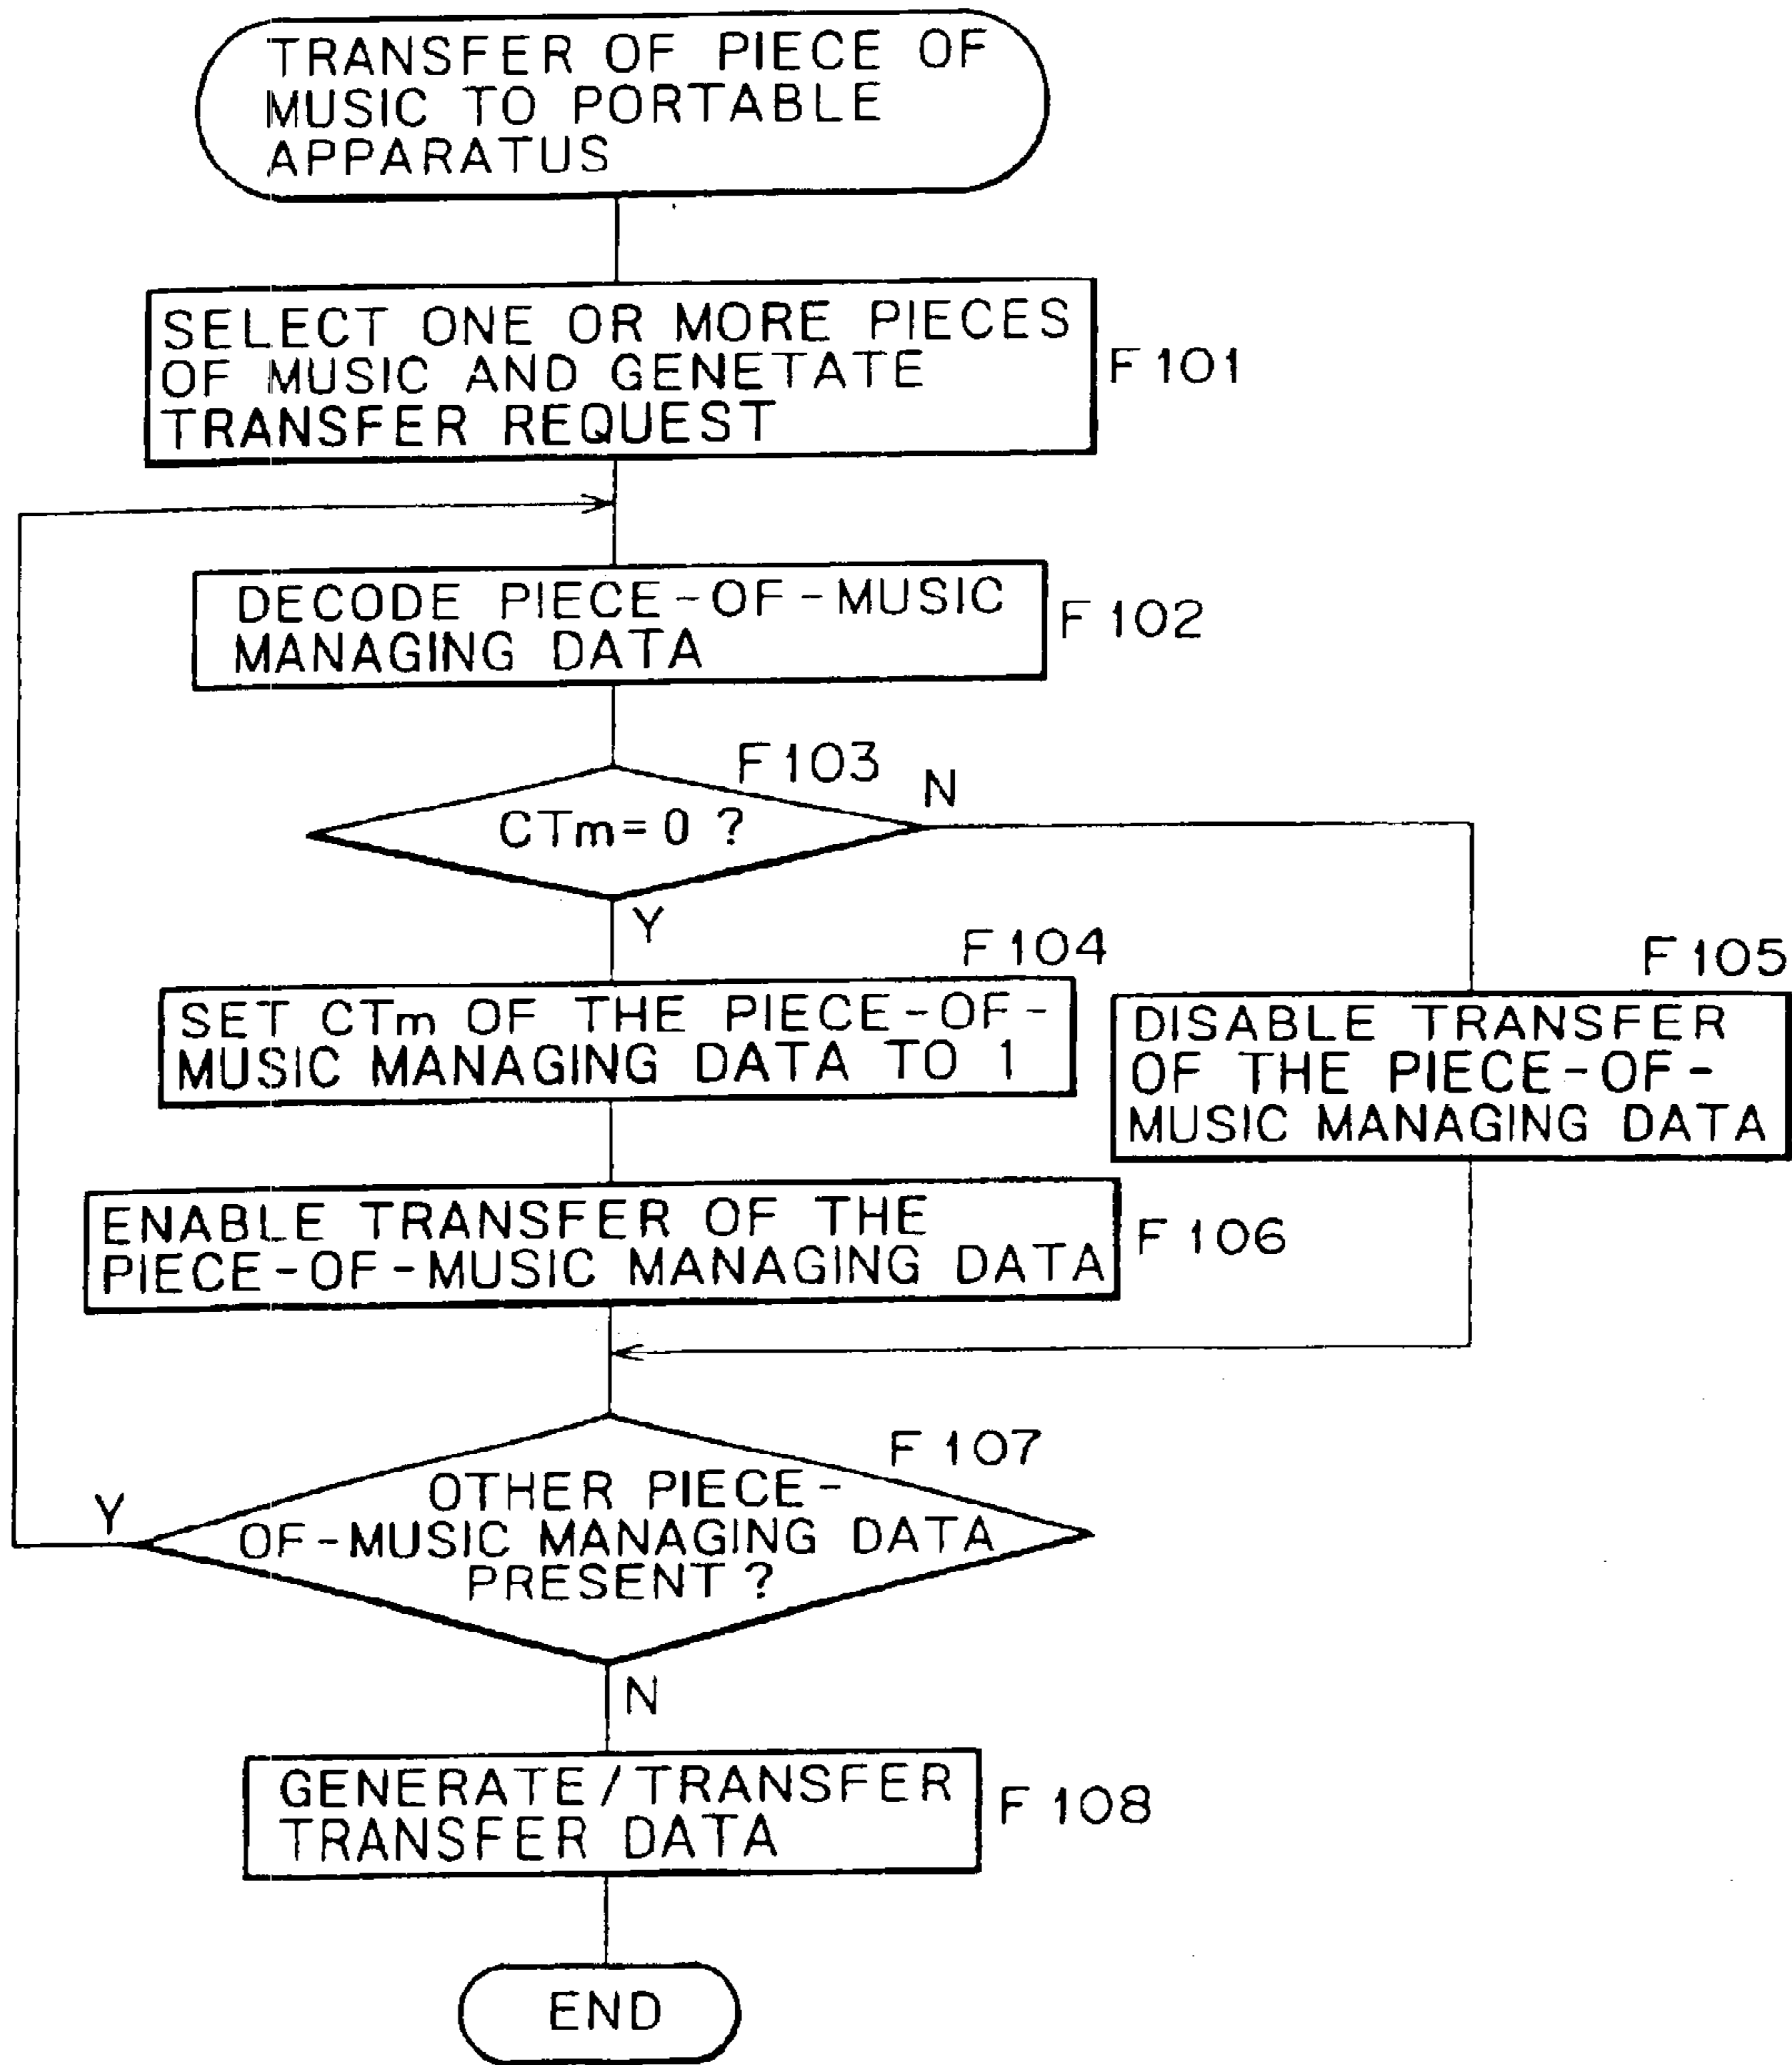 TRANSFER OF PIECE OF
MUSIC TO PORTABLE
APPARATUS
SELECT ONE OR MORE PIECES
OF MUSIC AND GENETATE
TRANSFER REQUEST
F101
DECODE PIECE-OF-MUSIC
MANAGING DATA
F102
F103
CTm=0 ?
N
Y
F104
SET CTm OF THE PIECE-OF-
MUSIC MANAGING DATA TO 1
F105
DISABLE TRANSFER
OF THE PIECE-OF-
MUSIC MANAGING DATA
ENABLE TRANSFER OF THE
PIECE-OF-MUSIC MANAGING DATA
F106
F107
OTHER PIECE-
OF-MUSIC MANAGING DATA
PRESENT ?
Y
N
GENERATE/TRANSFER
TRANSFER DATA
F108
END